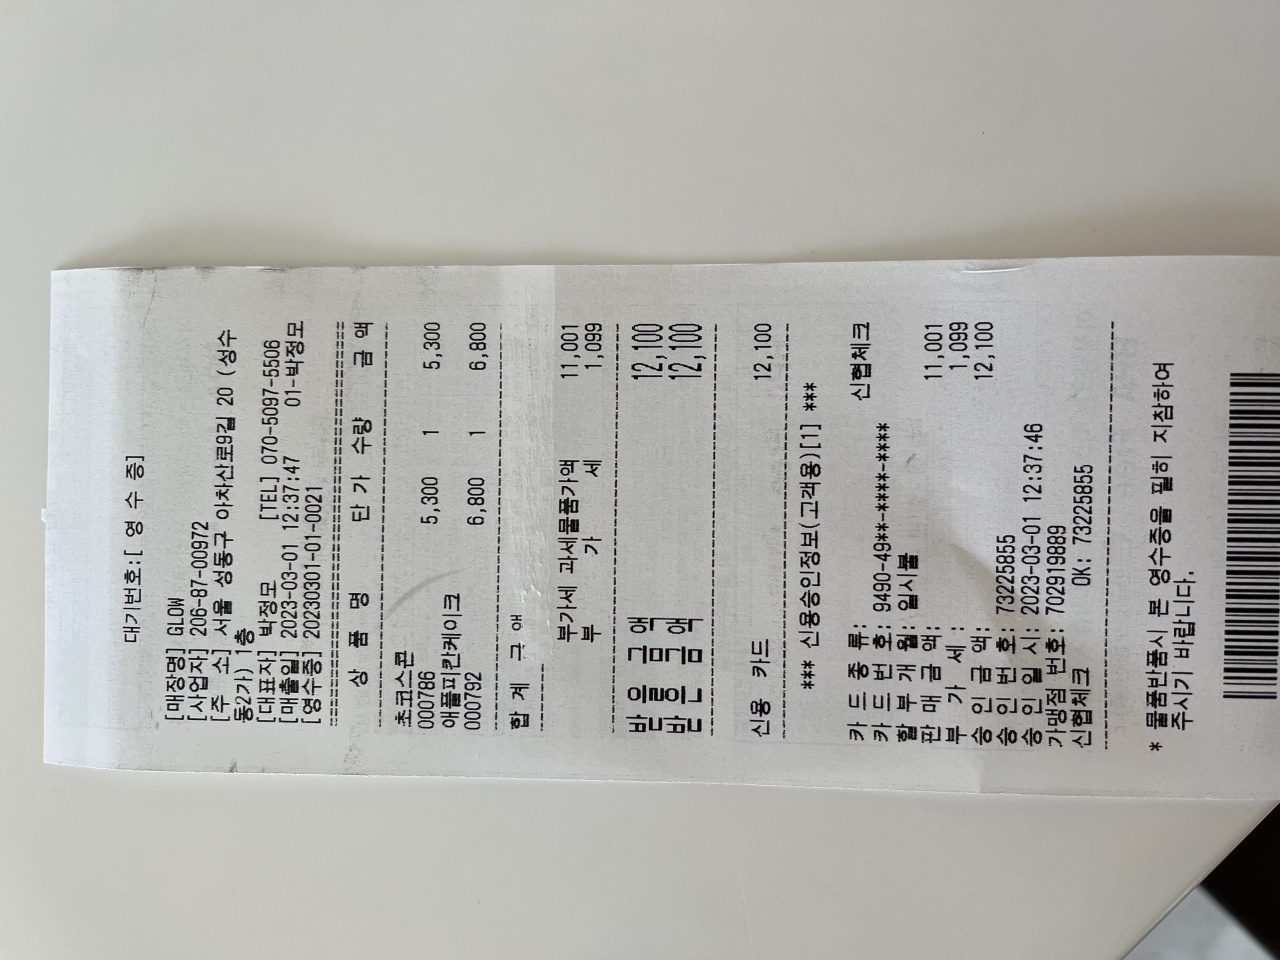 대기번호:[ 영 수 증]
[매장명] GLOW
[사업자] 206-87-00972
[주 소] 서울 성동구 아차산로9길 20 (성수
동2가) 1층
[대표자] 박정모 [TEL] 070-5097-5506
[매출일] 2023-03-01 12:37:47 01-박정모
[영수증] 20230301-01-0021
상 품 명 단 가 수량 금 액
초코스콘
000786 5,300 1 5,300
애플피칸케이크
000792 6,800 1 6,800
합 계 금 액
부가세 과세물품가액 11,001
부 가 세 1,099
받을금액 12,100
받은금액 12,100
신용 카드 12,100
*** 신용승인정보(고객용)[1] ***
카 드 종 류: 신협체크
카 드 번 호: 9490-49**-****-****
할 부 개 월: 일시불
판 매 금 액: 11,001
부 가 세 : 1,099
승 인 금 액: 12,100
승 인 번 호: 73225855
승 인 일 시: 2023-03-01 12:37:46
가맹점 번호: 702919889
신협체크 OK: 73225855
* 물품반품시 본 영수증을 필히 지참하여
주시기 바랍니다.